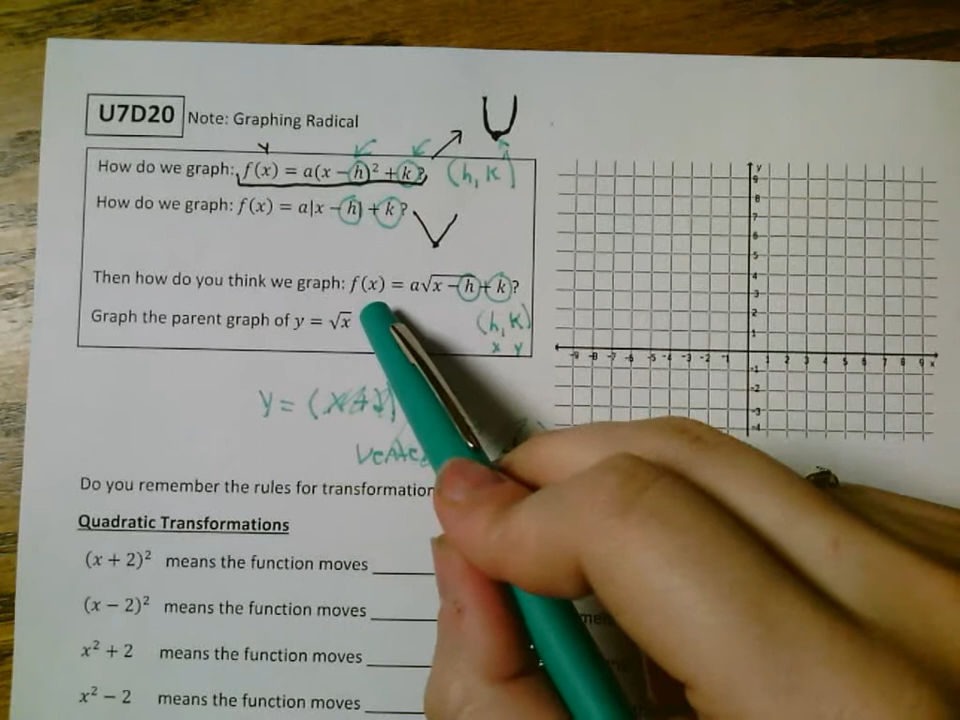 U7D20 Note: Graphing Radical
How do we graph: f(x) = a(x − h)² + k?
(h, k)
How do we graph: f(x) = a|x − h| + k?
Then how do you think we graph: f(x) = a√x − h + k?
Graph the parent graph of y = √x
(h, k)
x y
y = (x+
Do you remember the rules for transformation
Quadratic Transformations
(x + 2)² means the function moves
(x − 2)² means the function moves
x² + 2 means the function moves
x² − 2 means the function moves
y
9
8
7
6
5
4
3
2
1
-9 -8 -7 -6 -5 -4 -3 -2 -1 1 2 3 4 5 6 7 8 9 x
-1
-2
-3
-4